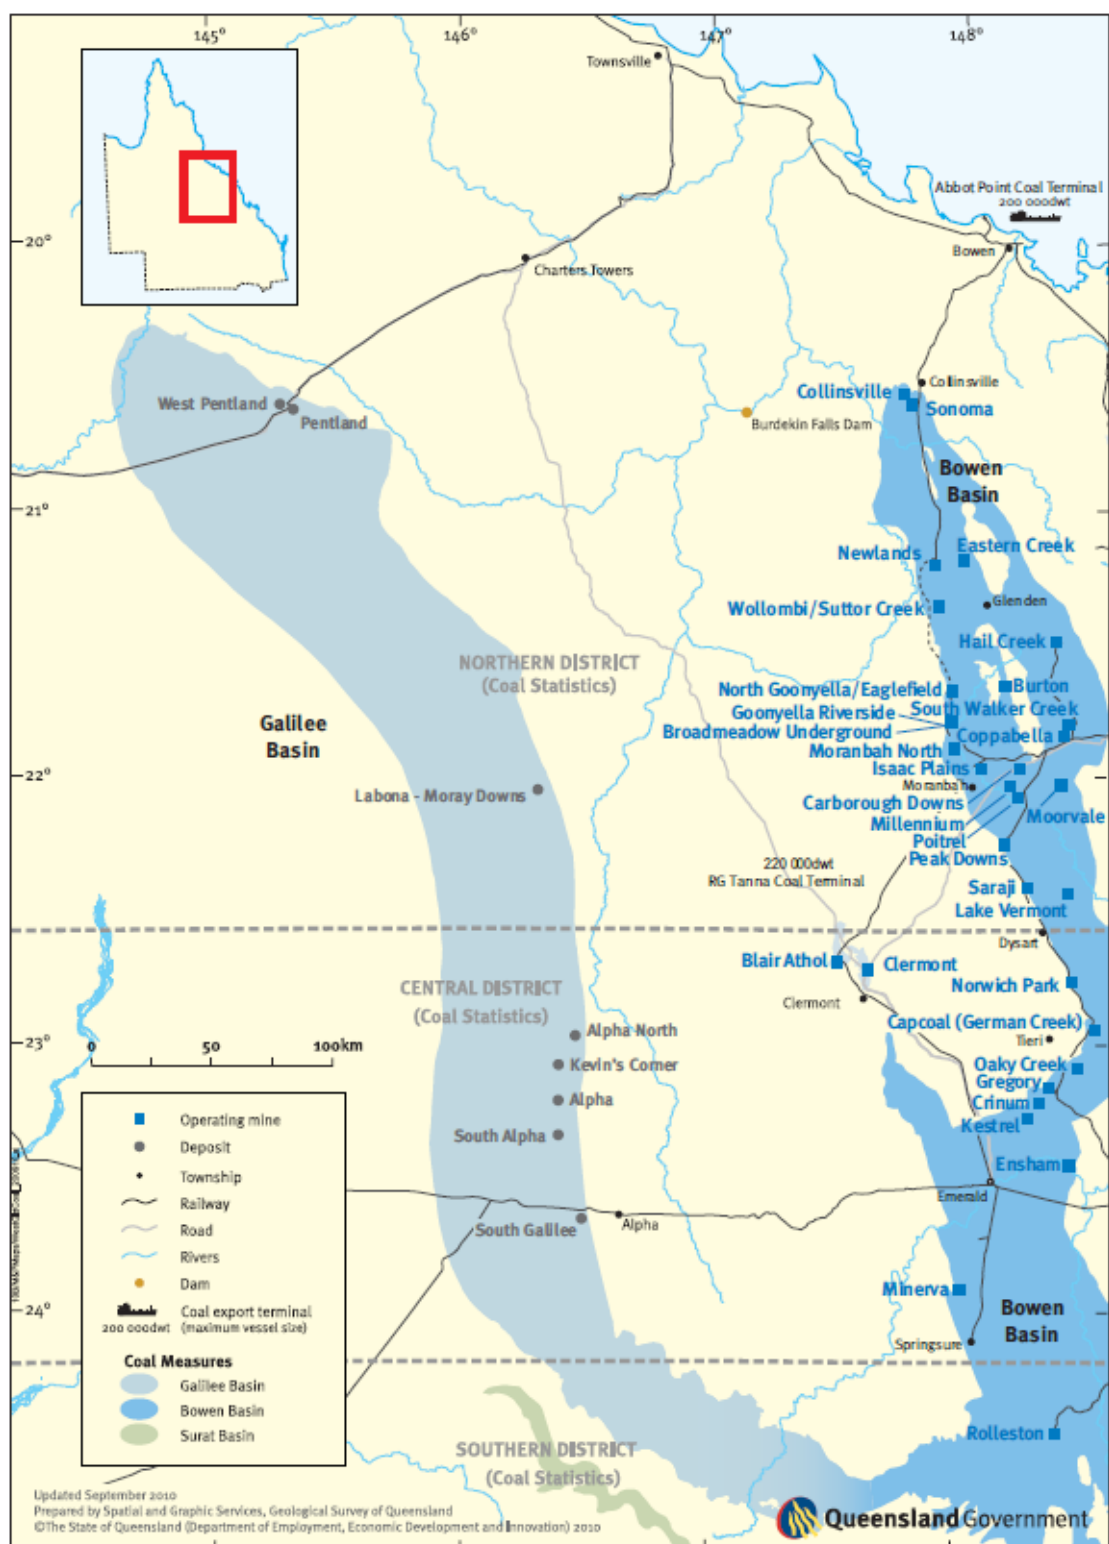 145°
146°
147°
148°
Townsville
Abbot Point Coal Terminal
200 000dwt
20°
Bowen
Charters Towers
Collinsville
Collinsville
Sonoma
West Pentland
Pentland
Burdekin Falls Dam
Bowen
Basin
21°
Newlands
Eastern Creek
Glenden
Wollombi/Suttor Creek
Hail Creek
NORTHERN DISTRICT
(Coal Statistics)
North Goonyella/Eaglefield
Burton
Goonyella Riverside
South Walker Creek
Broadmeadow Underground
Coppabella
Galilee
Basin
Moranbah North
22°
Isaac Plains
Moranbah
Labona - Moray Downs
Carborough Downs
Millennium
Moorvale
Poitrel
Peak Downs
220 000dwt
RG Tanna Coal Terminal
Saraji
Lake Vermont
Dysart
Blair Athol
Clermont
Clermont
Norwich Park
CENTRAL DISTRICT
(Coal Statistics)
Capcoal (German Creek)
Tieri
Alpha North
23°
0
50
100km
Kevin's Corner
Oaky Creek
Gregory
Alpha
Crinum
Kestrel
South Alpha
Ensham
Emerald
South Galilee
Alpha
Minerva
24°
Bowen
Basin
Springsure
Rolleston
Operating mine
Deposit
Township
Railway
Road
Rivers
Dam
Coal export terminal
200 000dwt (maximum vessel size)
Coal Measures
Galilee Basin
Bowen Basin
Surat Basin
SOUTHERN DISTRICT
(Coal Statistics)
Updated September 2010
Prepared by Spatial and Graphic Services, Geological Survey of Queensland
©The State of Queensland (Department of Employment, Economic Development and Innovation) 2010
Queensland Government